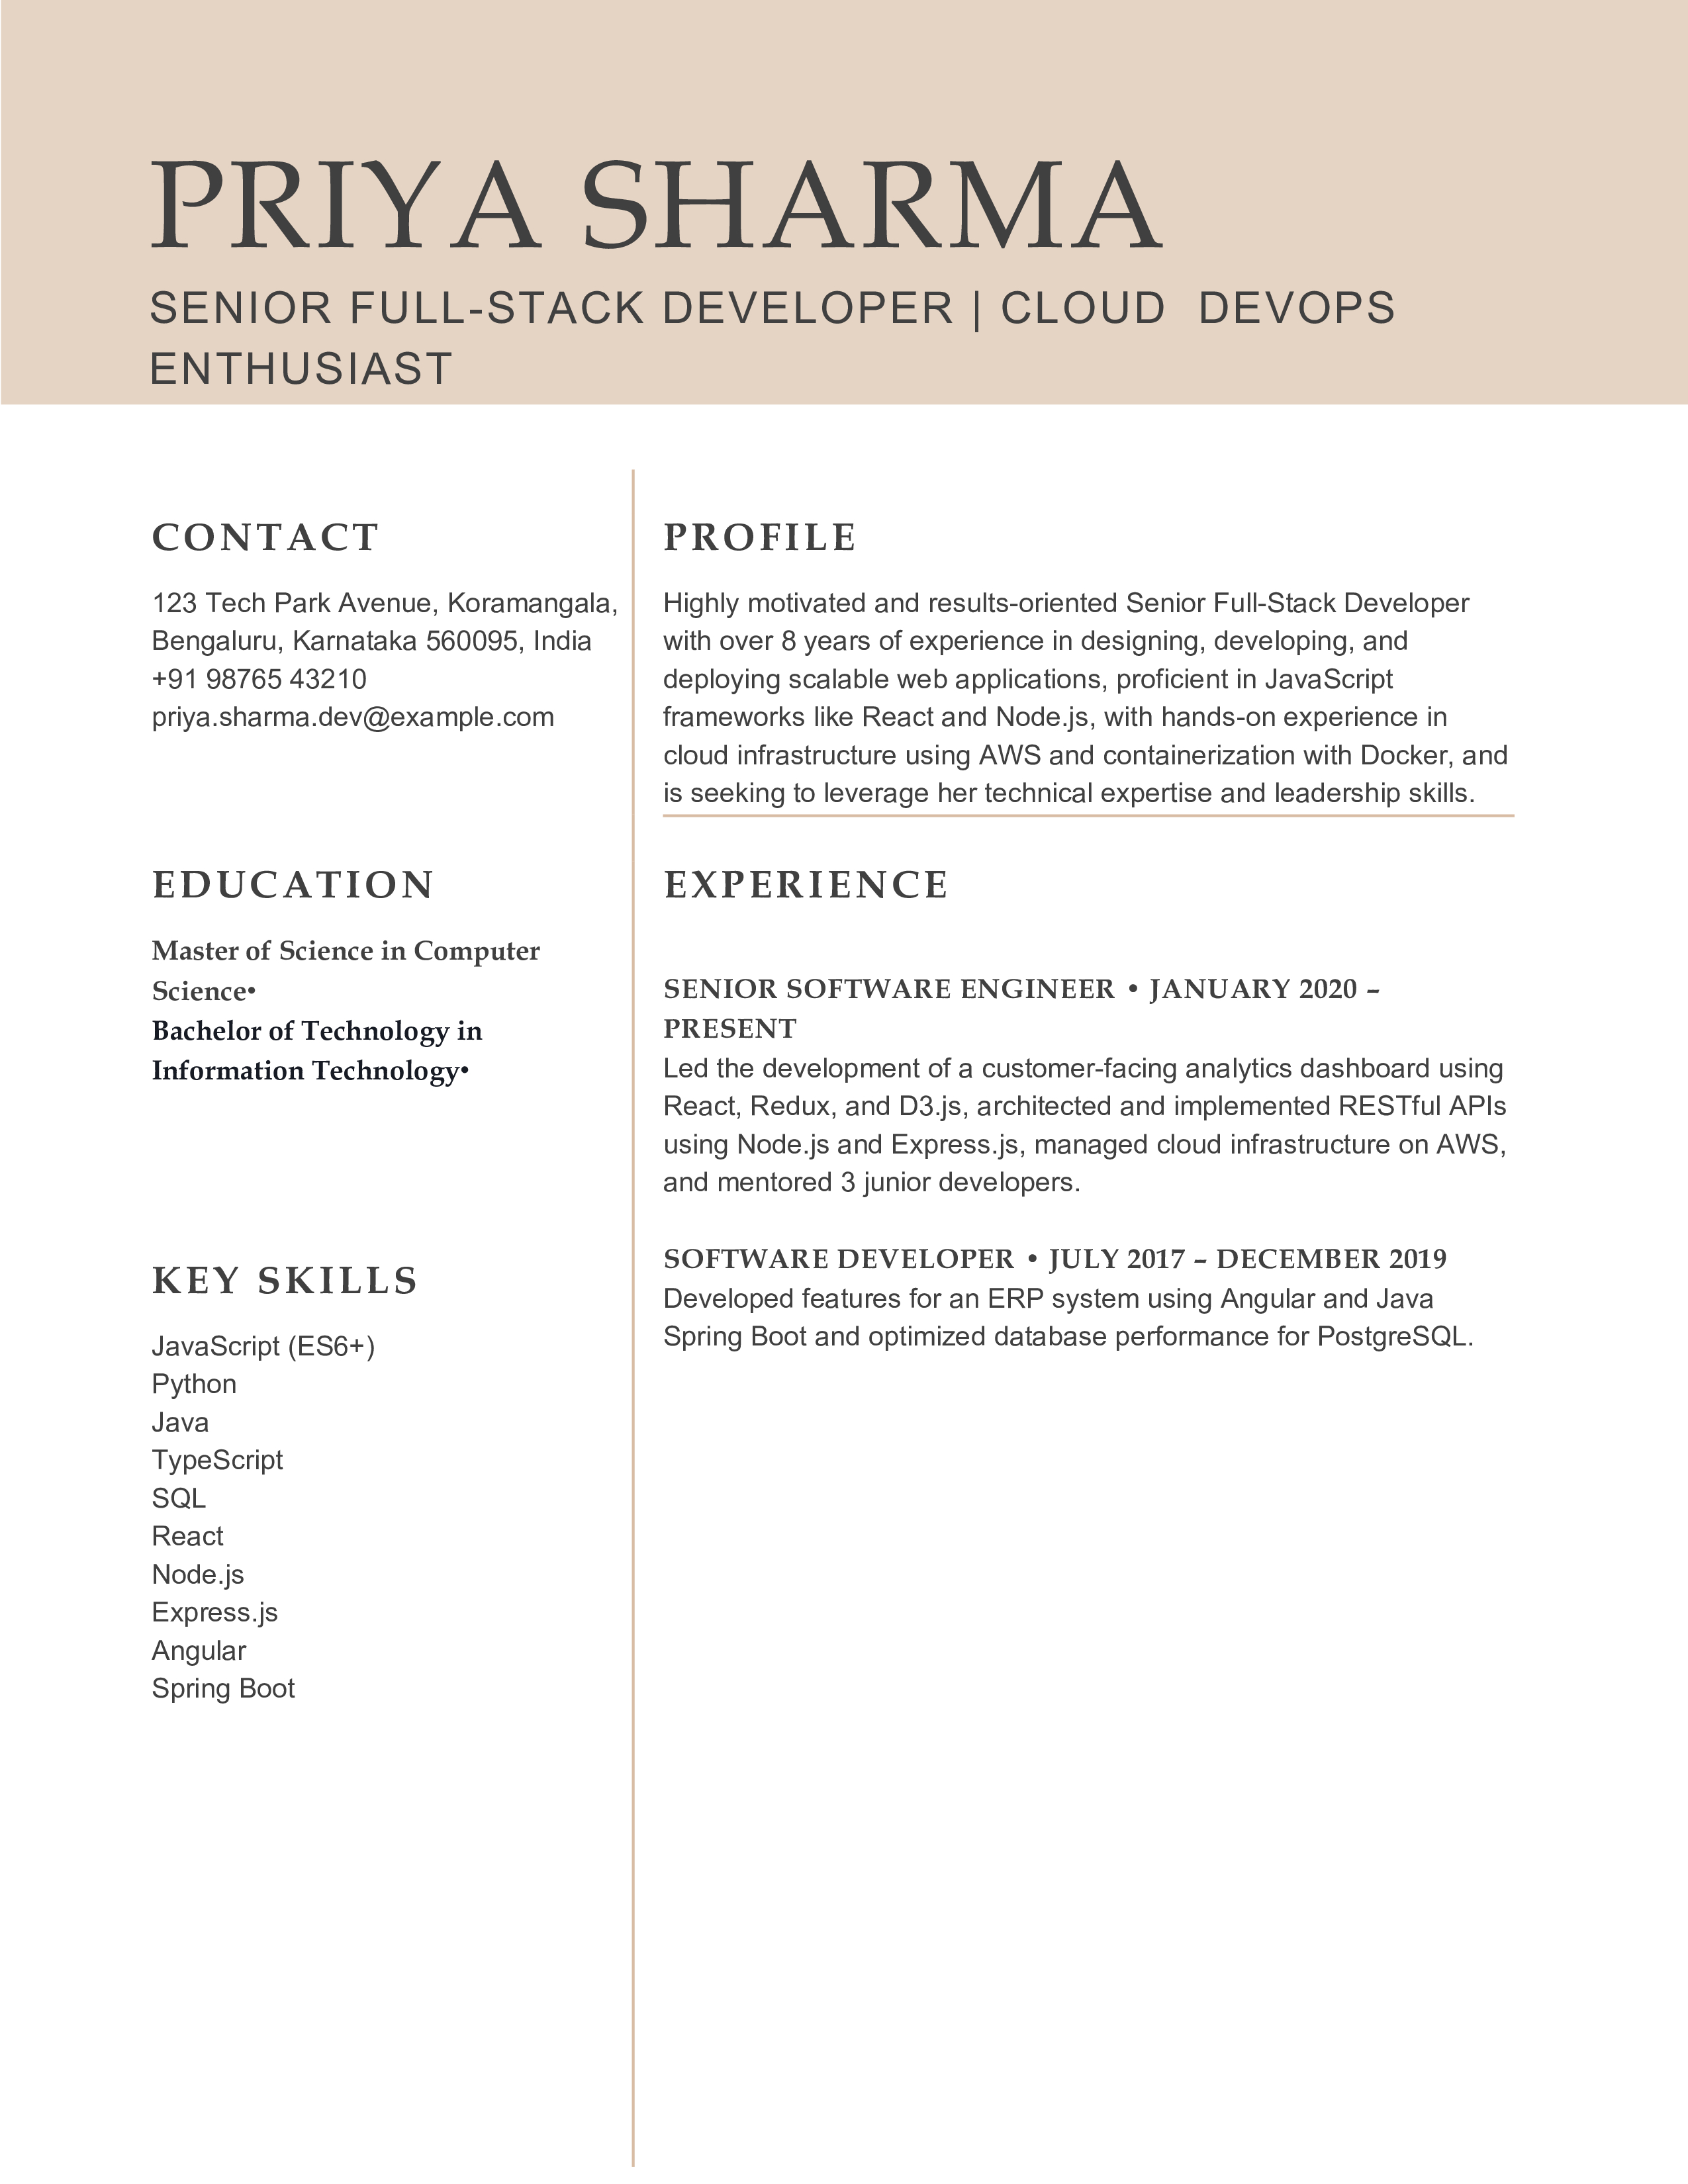 PRIYA SHARMA
SENIOR FULL-STACK DEVELOPER | CLOUD  DEVOPS
ENTHUSIAST
CONTACT
123 Tech Park Avenue, Koramangala,
Bengaluru, Karnataka 560095, India
+91 98765 43210
priya.sharma.dev@example.com
EDUCATION
Master of Science in Computer
Science•
Bachelor of Technology in
Information Technology•
KEY SKILLS
JavaScript (ES6+)
Python
Java
TypeScript
SQL
React
Node.js
Express.js
Angular
Spring Boot
PROFILE
Highly motivated and results-oriented Senior Full-Stack Developer
with over 8 years of experience in designing, developing, and
deploying scalable web applications, proficient in JavaScript
frameworks like React and Node.js, with hands-on experience in
cloud infrastructure using AWS and containerization with Docker, and
is seeking to leverage her technical expertise and leadership skills.
EXPERIENCE
SENIOR SOFTWARE ENGINEER • JANUARY 2020 –
PRESENT
Led the development of a customer-facing analytics dashboard using
React, Redux, and D3.js, architected and implemented RESTful APIs
using Node.js and Express.js, managed cloud infrastructure on AWS,
and mentored 3 junior developers.
SOFTWARE DEVELOPER • JULY 2017 – DECEMBER 2019
Developed features for an ERP system using Angular and Java
Spring Boot and optimized database performance for PostgreSQL.